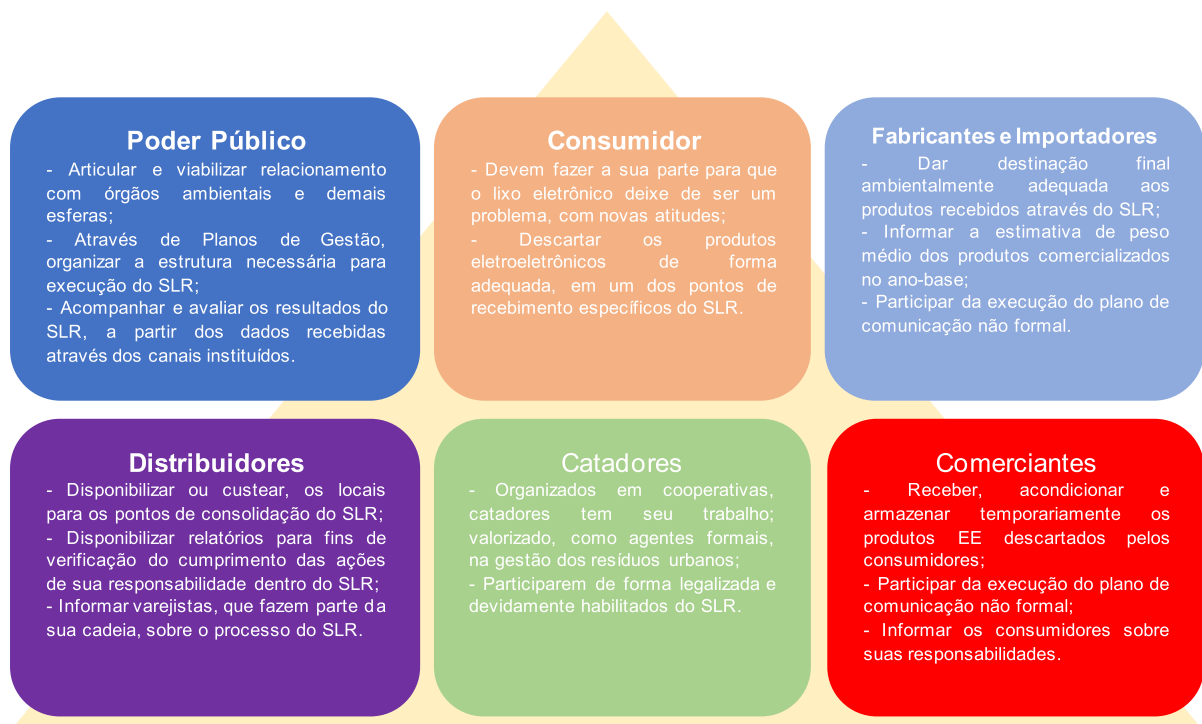 Poder Público
- Articular e viabilizar relacionamento
com órgãos ambientais e demais
esferas;
- Através de Planos de Gestão,
organizar a estrutura necessária para
execução do SLR;
- Acompanhar e avaliar os resultados do
SLR, a partir dos dados recebidas
através dos canais instituídos.
Consumidor
- Devem fazer a sua parte para que
o lixo eletrônico deixe de ser um
problema, com novas atitudes;
- Descartar os produtos
eletroeletrônicos de forma
adequada, em um dos pontos de
recebimento específicos do SLR.
Fabricantes e Importadores
- Dar destinação final
ambientalmente adequada aos
produtos recebidos através do SLR;
- Informar a estimativa de peso
médio dos produtos comercializados
no ano-base;
- Participar da execução do plano de
comunicação não formal.
Distribuidores
- Disponibilizar ou custear, os locais
para os pontos de consolidação do SLR;
- Disponibilizar relatórios para fins de
verificação do cumprimento das ações
de sua responsabilidade dentro do SLR;
- Informar varejistas, que fazem parte da
sua cadeia, sobre o processo do SLR.
Catadores
- Organizados em cooperativas,
catadores tem seu trabalho;
valorizado, como agentes formais,
na gestão dos resíduos urbanos;
- Participarem de forma legalizada e
devidamente habilitados do SLR.
Comerciantes
- Receber, acondicionar e
armazenar temporariamente os
produtos EE descartados pelos
consumidores;
- Participar da execução do plano de
comunicação não formal;
- Informar os consumidores sobre
suas responsabilidades.